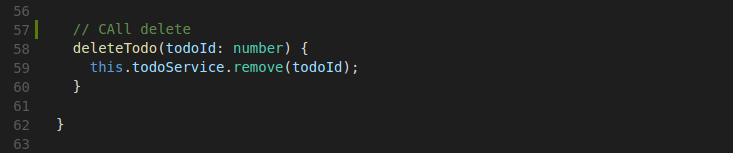 56
57 // CAll delete
58 deleteTodo(todoId: number) {
59 this.todoService.remove(todoId);
60 }
61
62 }
63